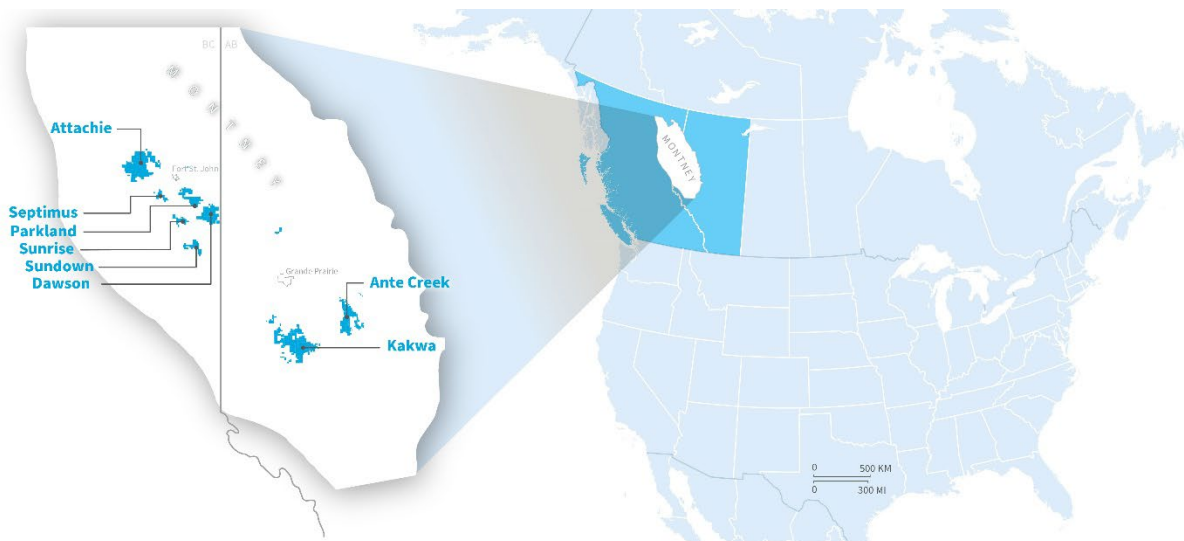 BC AB
MONTNEY
Attachie
Fort St. John
Septimus
Parkland
Sunrise
Sundown
Dawson
Grande Prairie
Ante Creek
Kakwa
MONTNEY
0 500 KM
0 300 MI